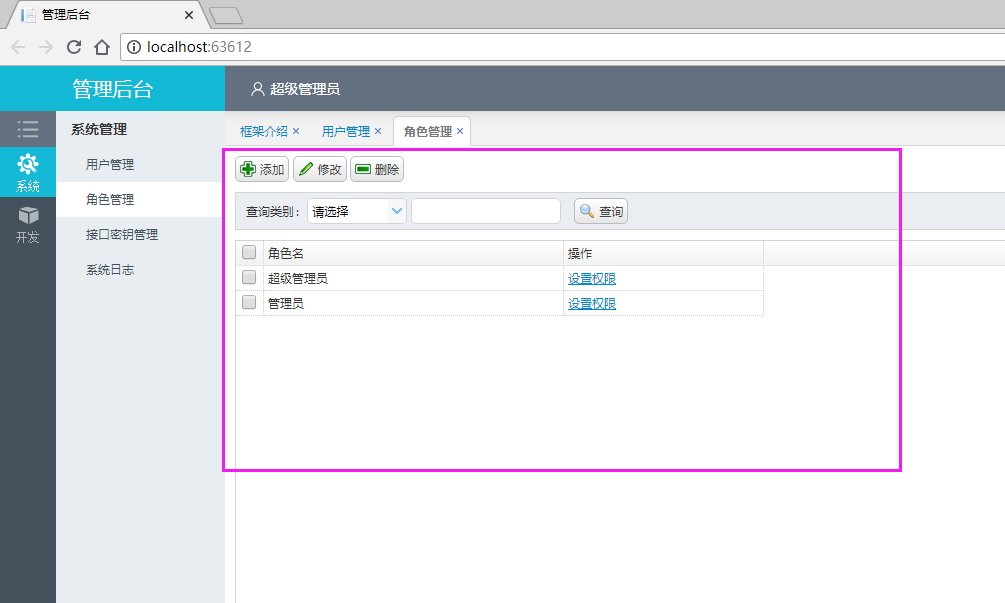 管理后台
localhost:63612
管理后台
超级管理员
系统
开发
系统管理
用户管理
角色管理
接口密钥管理
系统日志
框架介绍 × 用户管理 × 角色管理 ×
添加 修改 删除
查询类别： 请选择 查询
角色名 操作
超级管理员 设置权限
管理员 设置权限